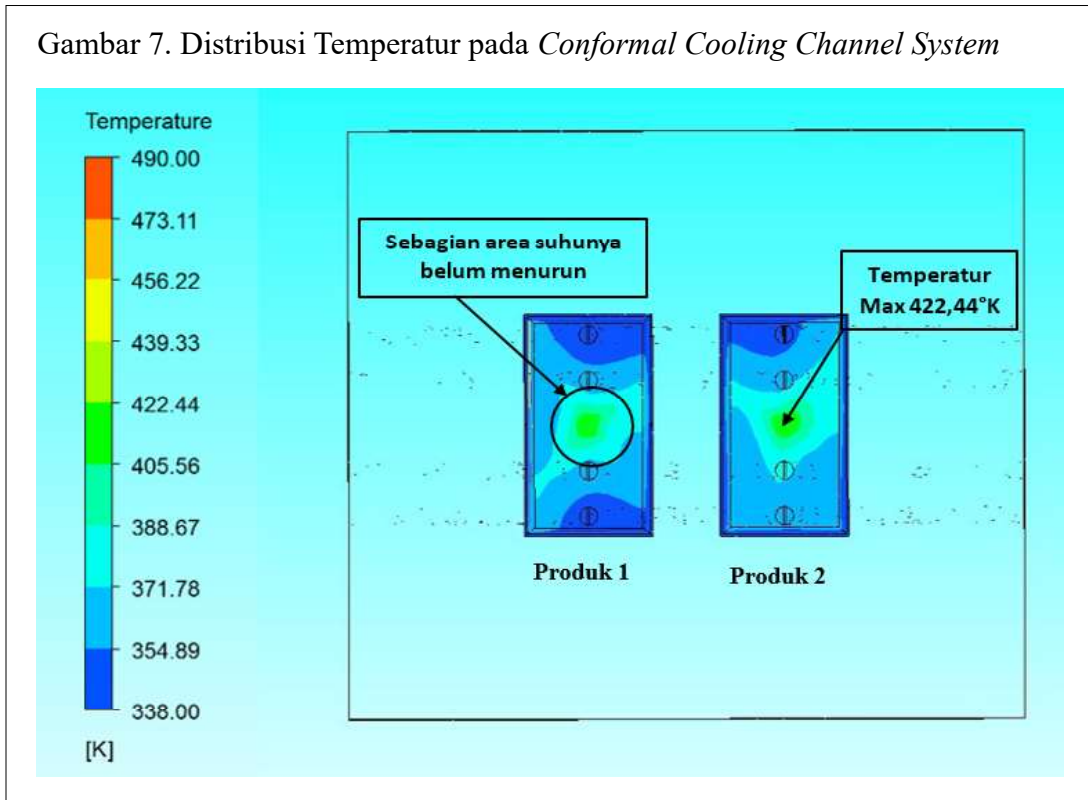 Gambar 7. Distribusi Temperatur pada Conformal Cooling Channel System
Temperature
490.00
473.11
456.22
439.33
422.44
405.56
388.67
371.78
354.89
338.00
[K]
Sebagian area suhunya
belum menurun
Temperatur
Max 422,44°K
Produk 1
Produk 2